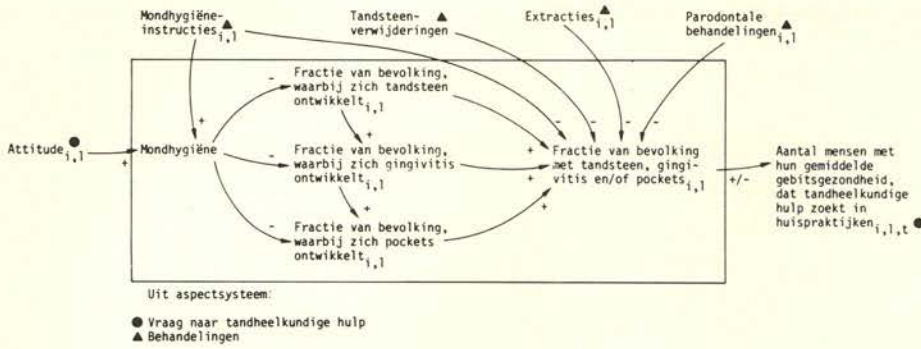 Mondhygiëne-
instructies i,l ▲
Tandsteen- ▲
verwijderingen
Extracties i,l ▲
Parodontale
behandelingen i,l ▲
Fractie van bevolking,
waarbij zich tandsteen
ontwikkelt i,l
Attitude i,l ●
+
+
Mondhygiëne
-
-
-
+
Fractie van bevolking,
waarbij zich gingivitis
ontwikkelt i,l
+
Fractie van bevolking,
waarbij zich pockets
ontwikkelt i,l
- - - -
+
+
+
Fractie van bevolking
met tandsteen, gingi-
vitis en/of pockets i,l
+/-
Aantal mensen met
hun gemiddelde
gebitsgezondheid,
dat tandheelkundige
hulp zoekt in
huispraktijken i,l,t ●
Uit aspectsysteem:
● Vraag naar tandheelkundige hulp
▲ Behandelingen